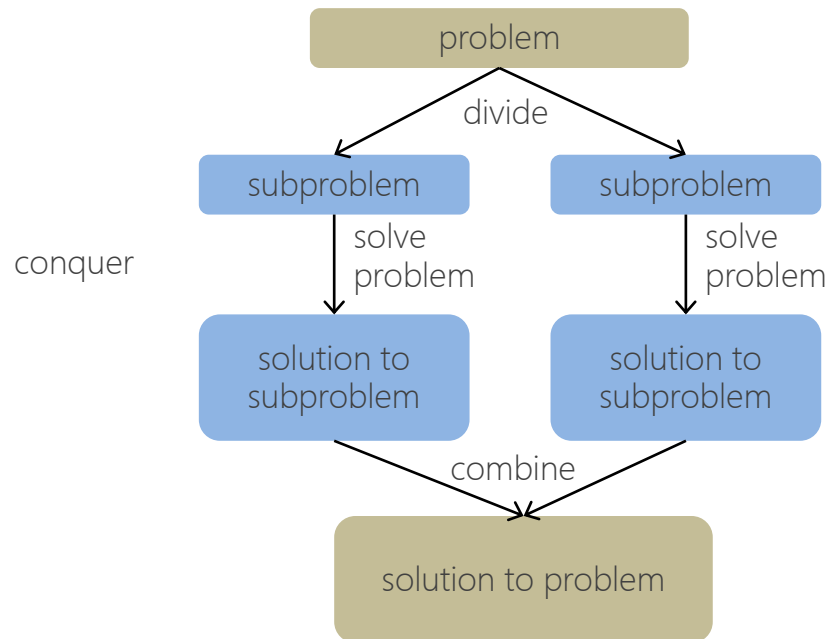 problem
divide
subproblem
subproblem
conquer
solve
problem
solve
problem
solution to
subproblem
solution to
subproblem
combine
solution to problem